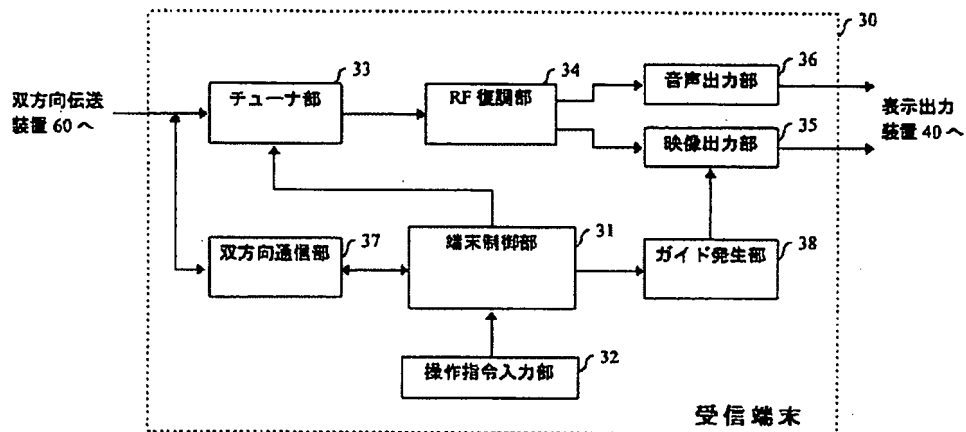 30
33
チューナ部
34
RF復調部
36
音声出力部
双方向伝送
装置60へ
35
映像出力部
表示出力
装置40へ
37
双方向通信部
31
端末制御部
38
ガイド発生部
32
操作指令入力部
受信端末